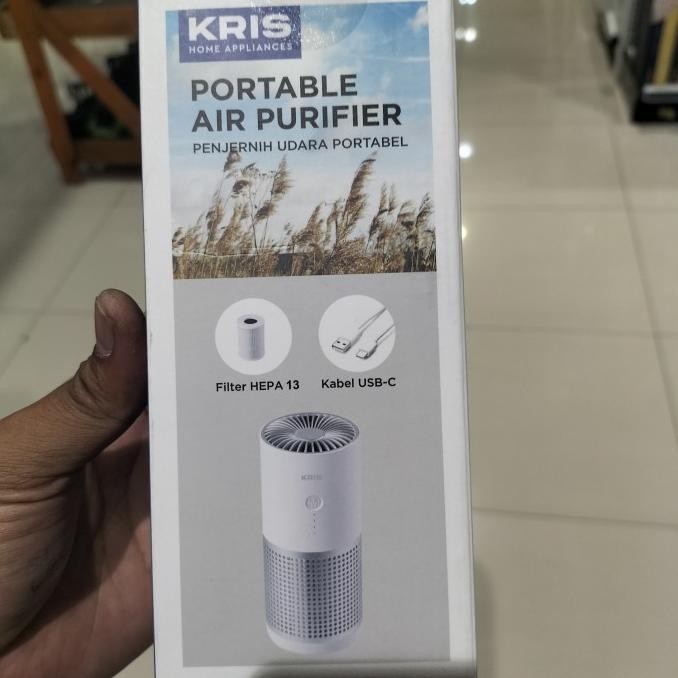 KRIS
HOME APPLIANCES
PORTABLE
AIR PURIFIER
PENJERNIH UDARA PORTABEL
Filter HEPA 13
Kabel USB-C
KRIS
M